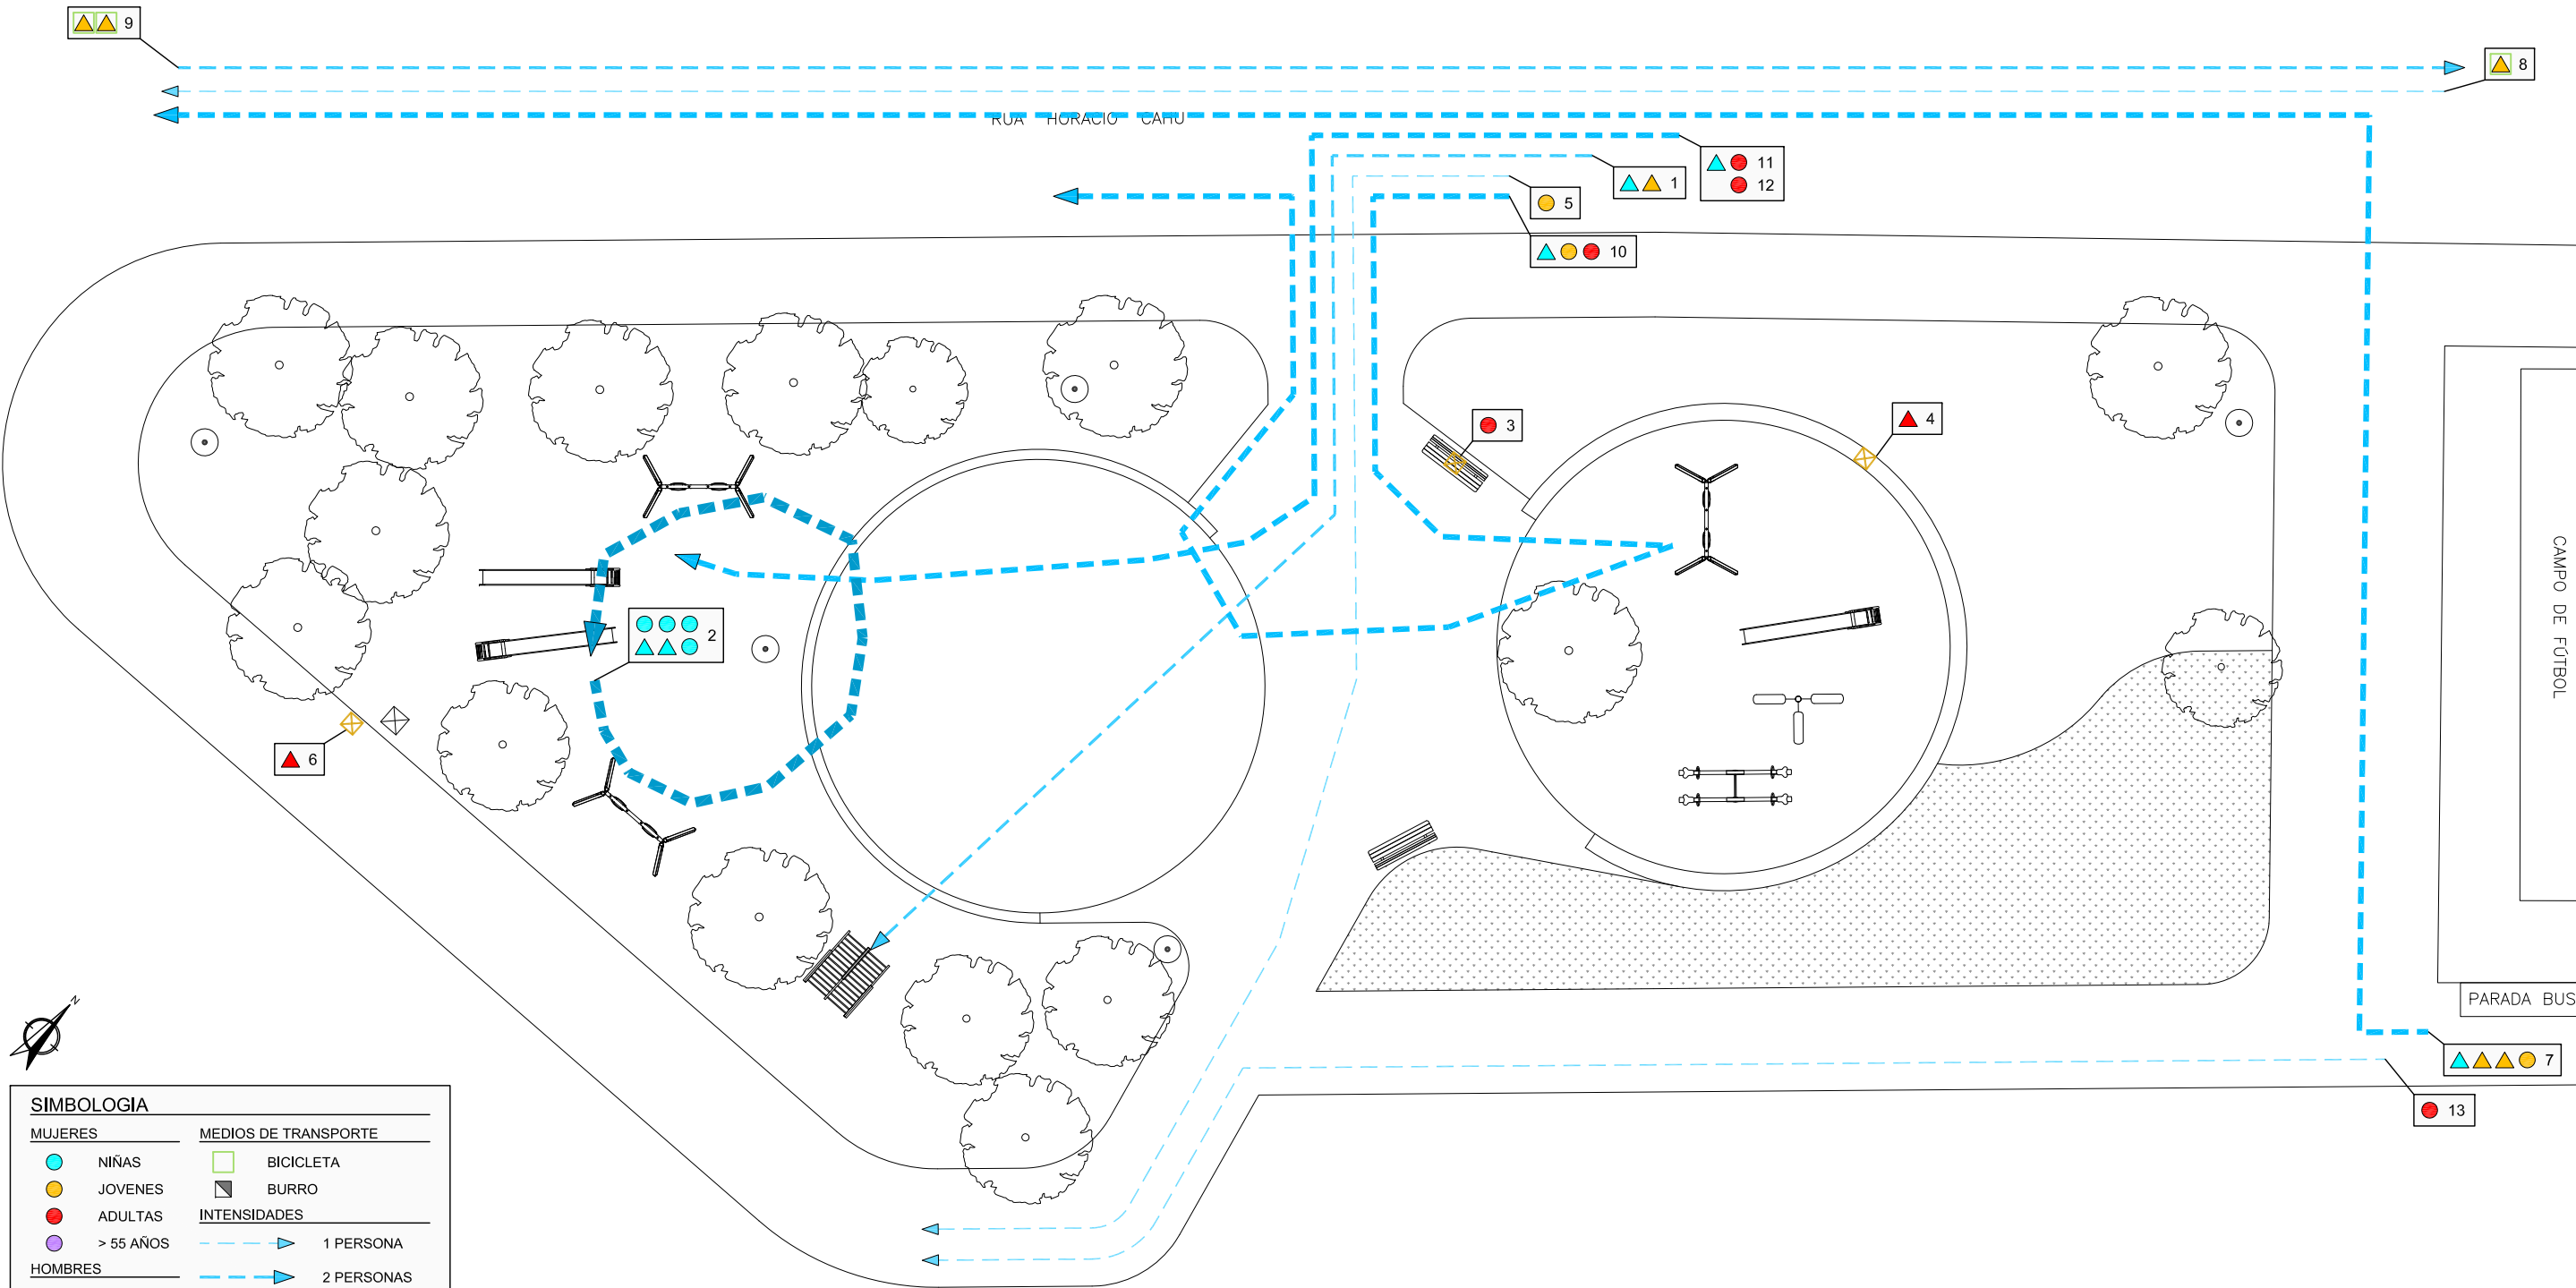 9
8
RUA HORACIO CAHU
11
12
1
5
10
3
4
CAMPO DE FÚTBOL
2
6
N
PARADA BUS
7
13
SIMBOLOGIA
MUJERES
MEDIOS DE TRANSPORTE
NIÑAS
BICICLETA
JOVENES
BURRO
ADULTAS
INTENSIDADES
> 55 AÑOS
1 PERSONA
HOMBRES
2 PERSONAS